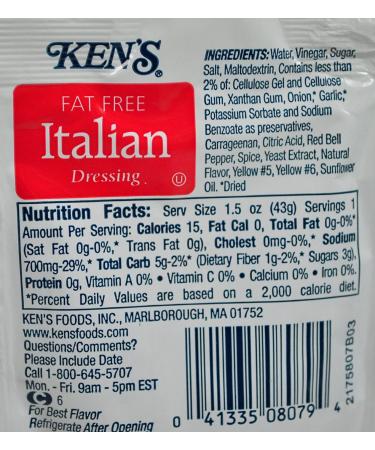 KEN'S
FAT FREE
Italian
Dressing
INGREDIENTS: Water, Vinegar, Sugar,
Salt, Maltodextrin, Contains less than
2% of: Cellulose Gel and Cellulose
Gum, Xanthan Gum, Onion,* Garlic,*
Potassium Sorbate and Sodium
Benzoate as preservatives,
Carrageenan, Citric Acid, Red Bell
Pepper, Spice, Yeast Extract, Natural
Flavor, Yellow #5, Yellow #6, Sunflower
Oil. *Dried
Nutrition Facts: Serv Size 1.5 oz (43g) Servings 1
Amount Per Serving: Calories 15, Fat Cal 0, Total Fat 0g-0%*
(Sat Fat 0g-0%,* Trans Fat 0g), Cholest 0mg-0%,* Sodium
700mg-29%,* Total Carb 5g-2%* (Dietary Fiber 1g-2%,* Sugars 3g),
Protein 0g, Vitamin A 0% • Vitamin C 0% • Calcium 0% • Iron 0%.
*Percent Daily Values are based on a 2,000 calorie diet.
KEN'S FOODS, INC., MARLBOROUGH, MA 01752
www.kensfoods.com
Questions/Comments?
Please Include Date
Call 1-800-645-5707
Mon. - Fri. 9am - 5pm EST
C 6
For Best Flavor
Refrigerate After Opening
0 41335 08079 4
2175807B03